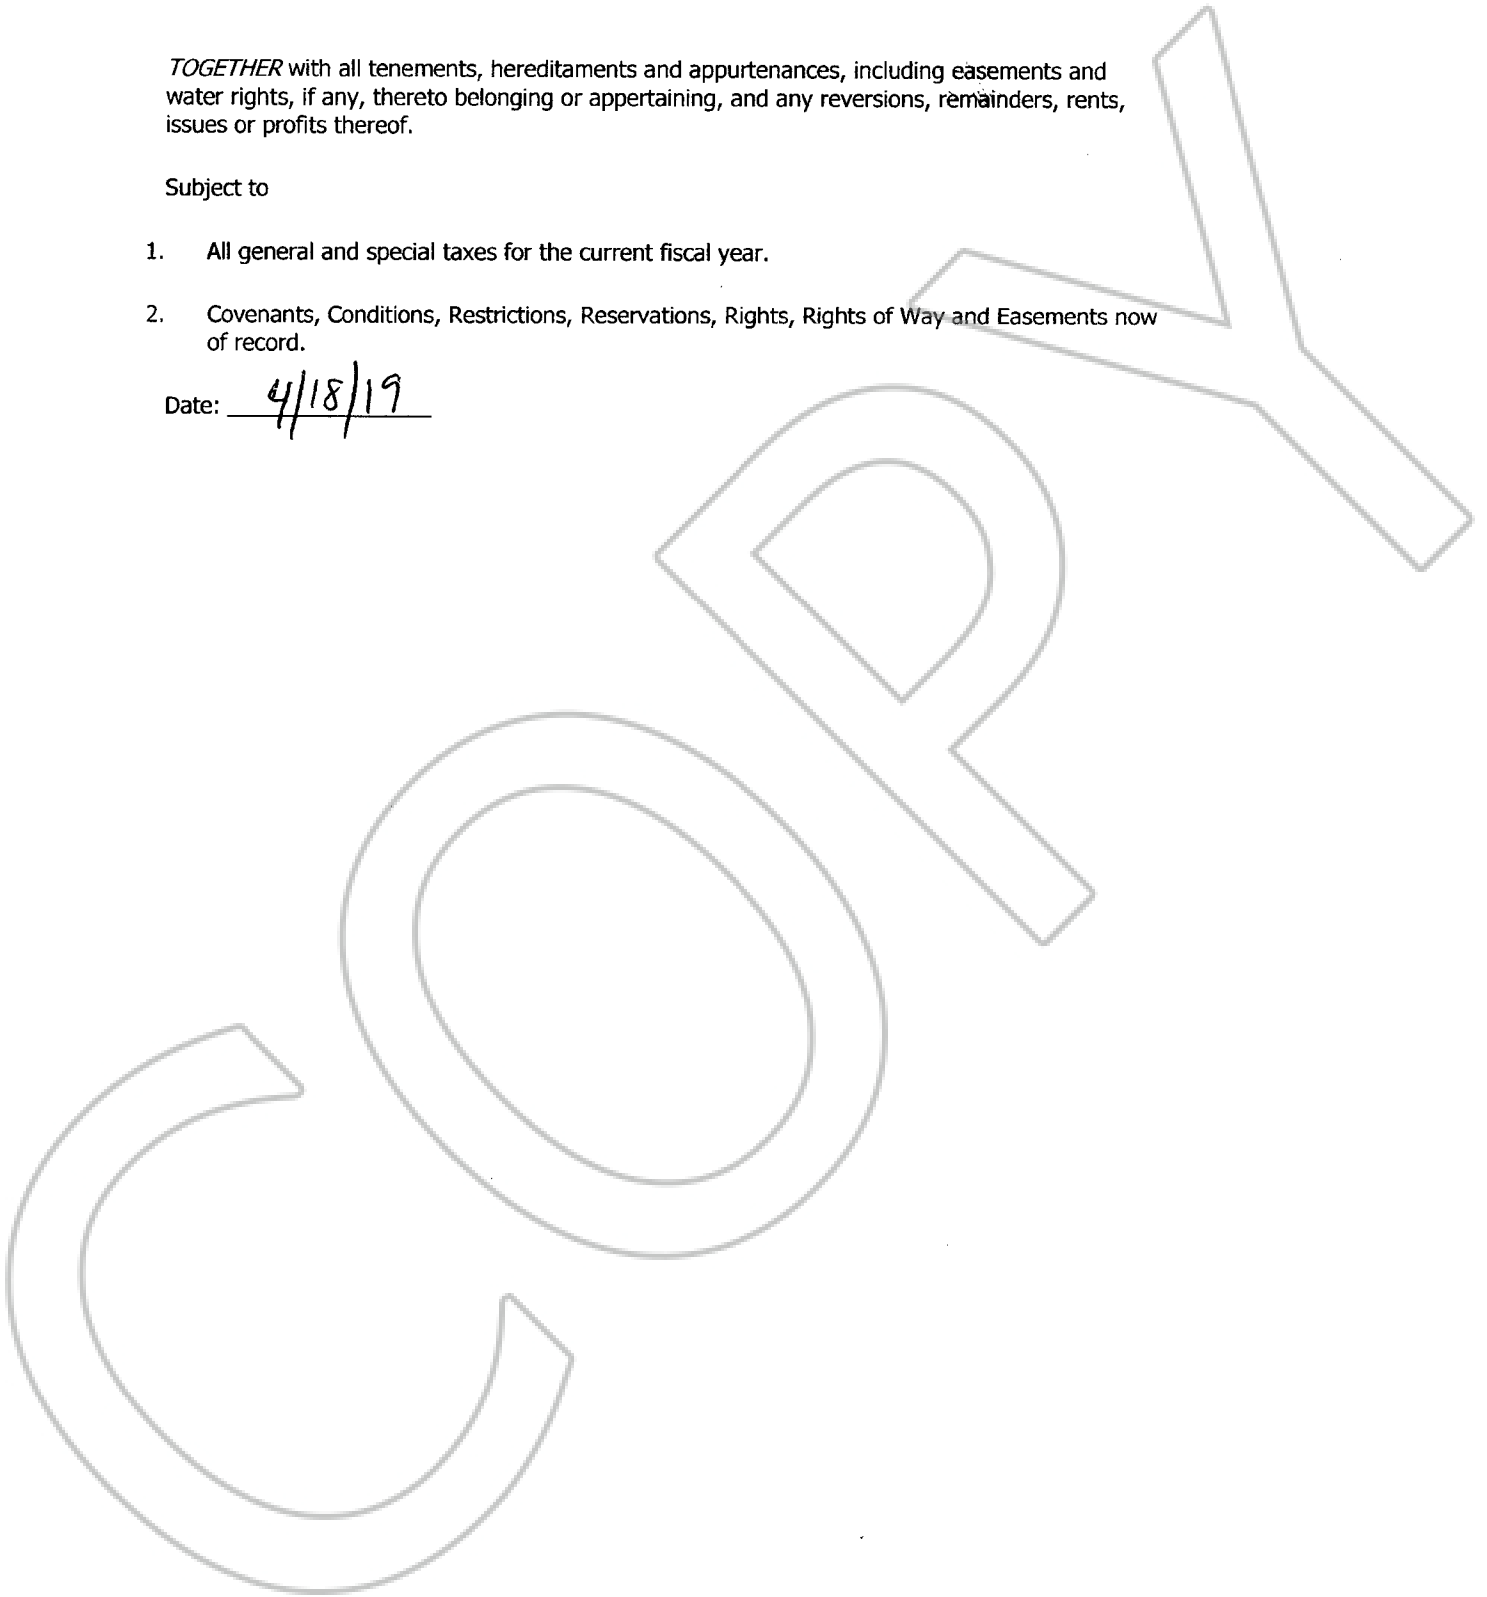 TOGETHER with all tenements, hereditaments and appurtenances, including easements and
water rights, if any, thereto belonging or appertaining, and any reversions, remainders, rents,
issues or profits thereof.
Subject to
1. All general and special taxes for the current fiscal year.
2. Covenants, Conditions, Restrictions, Reservations, Rights, Rights of Way and Easements now
of record.
Date: 4/18/19
COPY